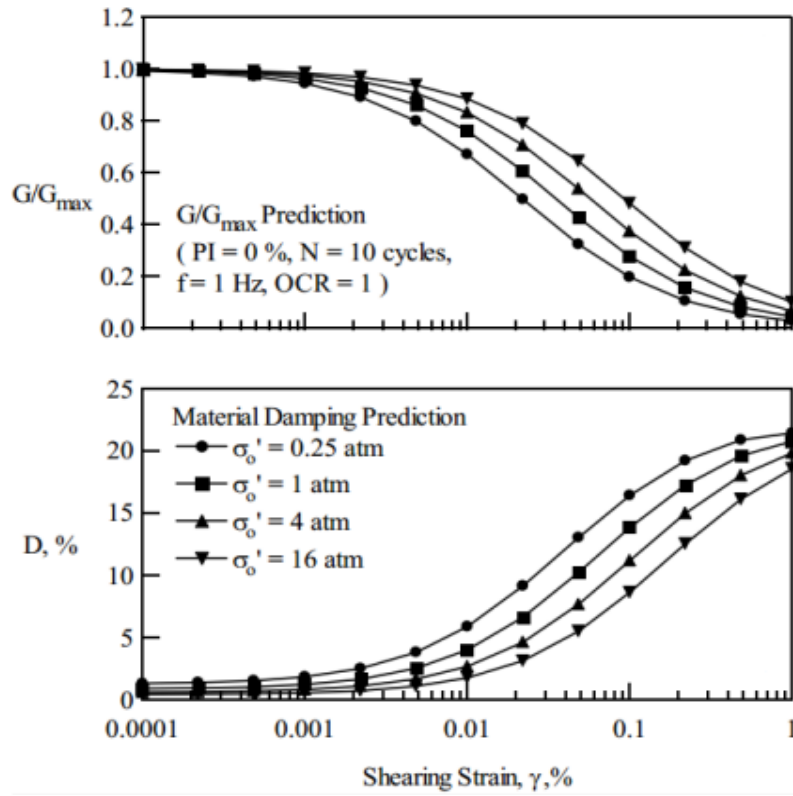 1.2
1.0
0.8
0.6
0.4
0.2
0.0
G/Gmax
G/Gmax Prediction
( PI = 0 %, N = 10 cycles,
f = 1 Hz, OCR = 1 )
25
20
15
10
5
0
D, %
Material Damping Prediction
σo' = 0.25 atm
σo' = 1 atm
σo' = 4 atm
σo' = 16 atm
0.0001 0.001 0.01 0.1 1
Shearing Strain, γ,%